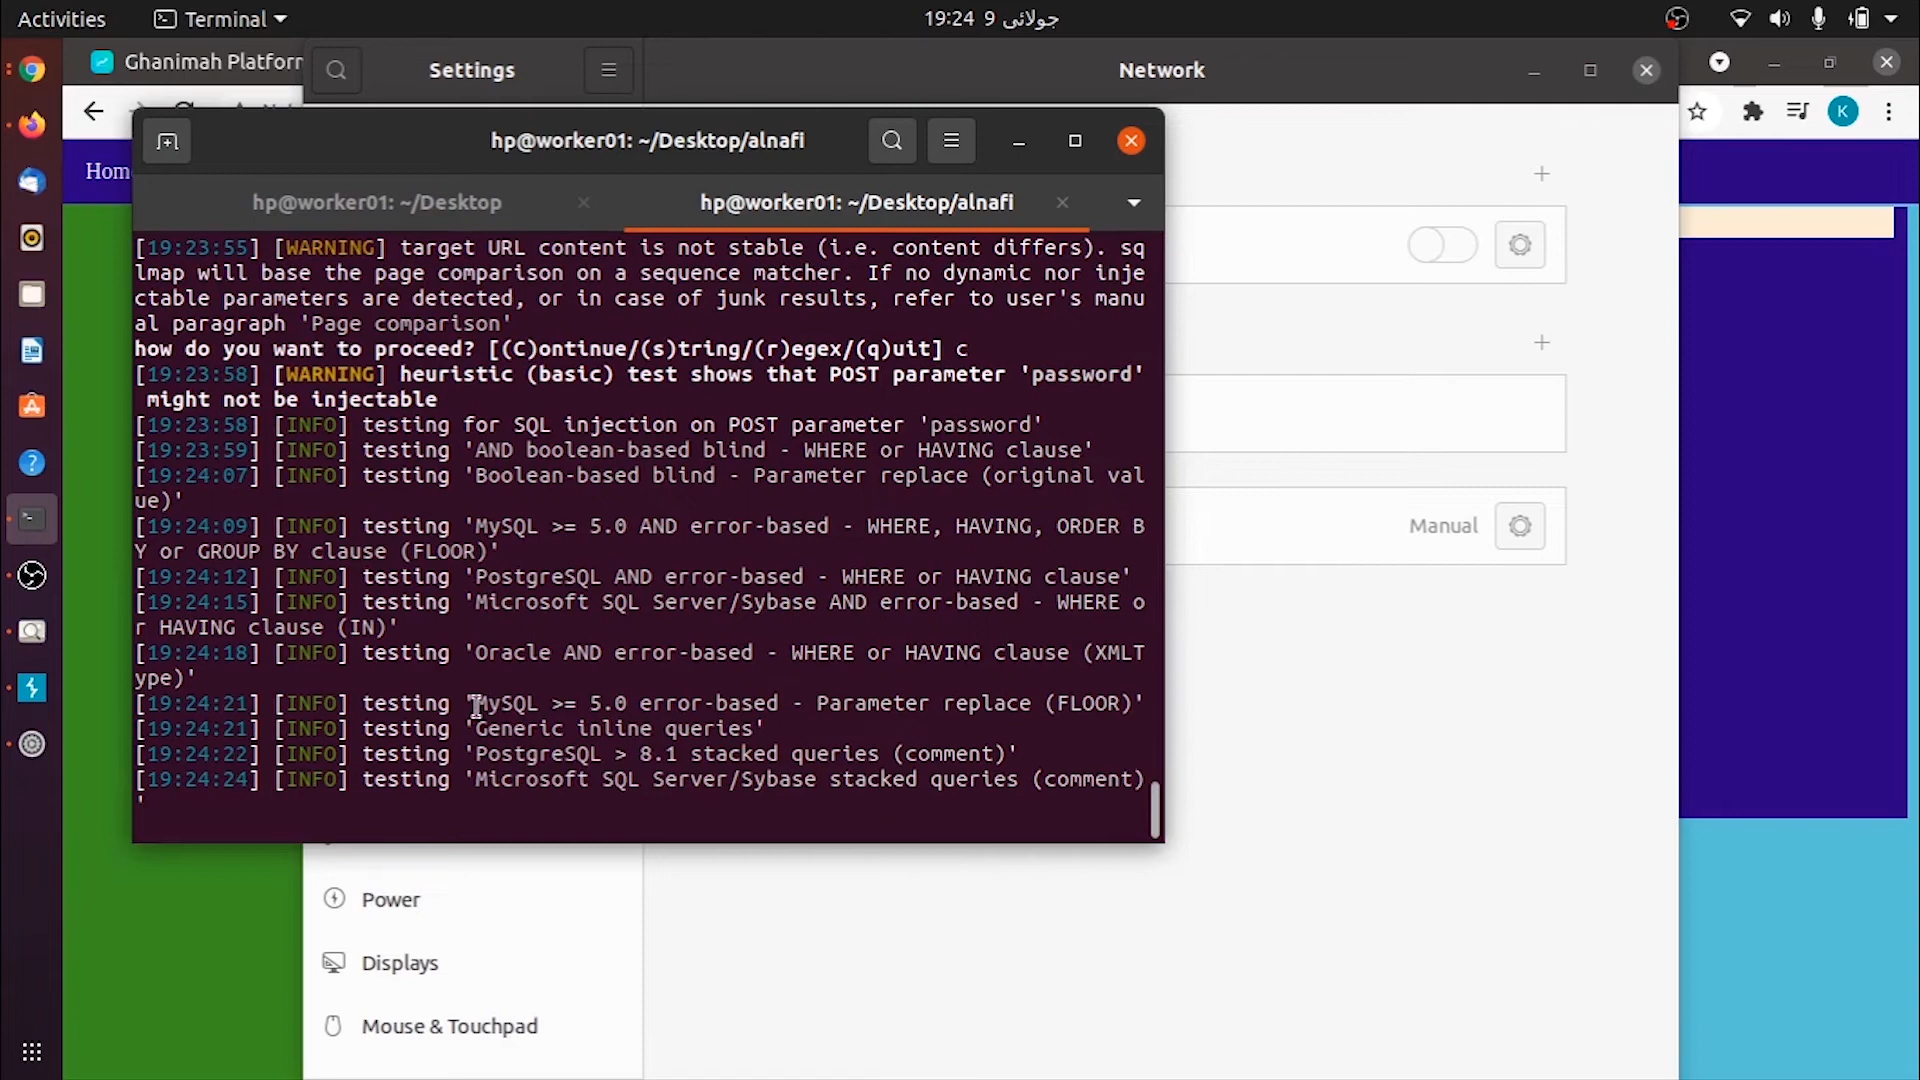 Activities
Terminal
جولائی 9 19:24
Ghanimah Platform
Settings
Network
K
Home
hp@worker01: ~/Desktop/alnafi
hp@worker01: ~/Desktop
hp@worker01: ~/Desktop/alnafi
[19:23:55] [WARNING] target URL content is not stable (i.e. content differs). sq
lmap will base the page comparison on a sequence matcher. If no dynamic nor inje
ctable parameters are detected, or in case of junk results, refer to user's manu
al paragraph 'Page comparison'
how do you want to proceed? [(C)ontinue/(s)tring/(r)egex/(q)uit] c
[19:23:58] [WARNING] heuristic (basic) test shows that POST parameter 'password'
might not be injectable
[19:23:58] [INFO] testing for SQL injection on POST parameter 'password'
[19:23:59] [INFO] testing 'AND boolean-based blind - WHERE or HAVING clause'
[19:24:07] [INFO] testing 'Boolean-based blind - Parameter replace (original val
ue)'
[19:24:09] [INFO] testing 'MySQL >= 5.0 AND error-based - WHERE, HAVING, ORDER B
Y or GROUP BY clause (FLOOR)'
[19:24:12] [INFO] testing 'PostgreSQL AND error-based - WHERE or HAVING clause'
[19:24:15] [INFO] testing 'Microsoft SQL Server/Sybase AND error-based - WHERE o
r HAVING clause (IN)'
[19:24:18] [INFO] testing 'Oracle AND error-based - WHERE or HAVING clause (XMLT
ype)'
[19:24:21] [INFO] testing 'MySQL >= 5.0 error-based - Parameter replace (FLOOR)'
[19:24:21] [INFO] testing 'Generic inline queries'
[19:24:22] [INFO] testing 'PostgreSQL > 8.1 stacked queries (comment)'
[19:24:24] [INFO] testing 'Microsoft SQL Server/Sybase stacked queries (comment)
'
Manual
Power
Displays
Mouse & Touchpad